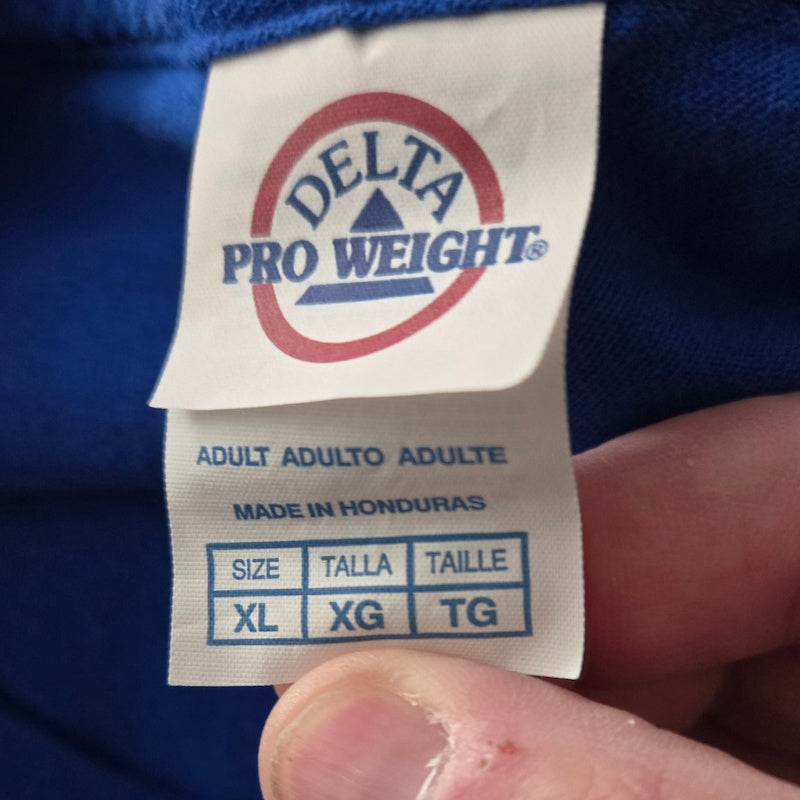 DELTA
PRO WEIGHT®
ADULT ADULTO ADULTE
MADE IN HONDURAS
SIZE TALLA TAILLE
XL XG TG